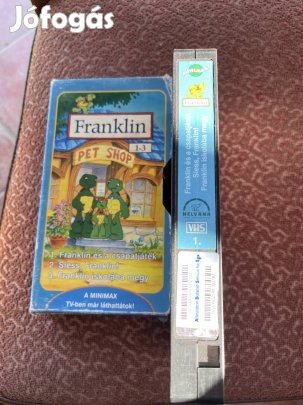 Jófogás
Franklin
1-3
PET SHOP
1. Franklin és a csapatjáték
2. Siess, Franklin!
3. Franklin iskolába megy
A MINIMAX
TV-ben már láthattátok!
Franklin és a csapatjáték
Siess, Franklin!
Franklin iskolába megy
NELVANA
VHS
1.